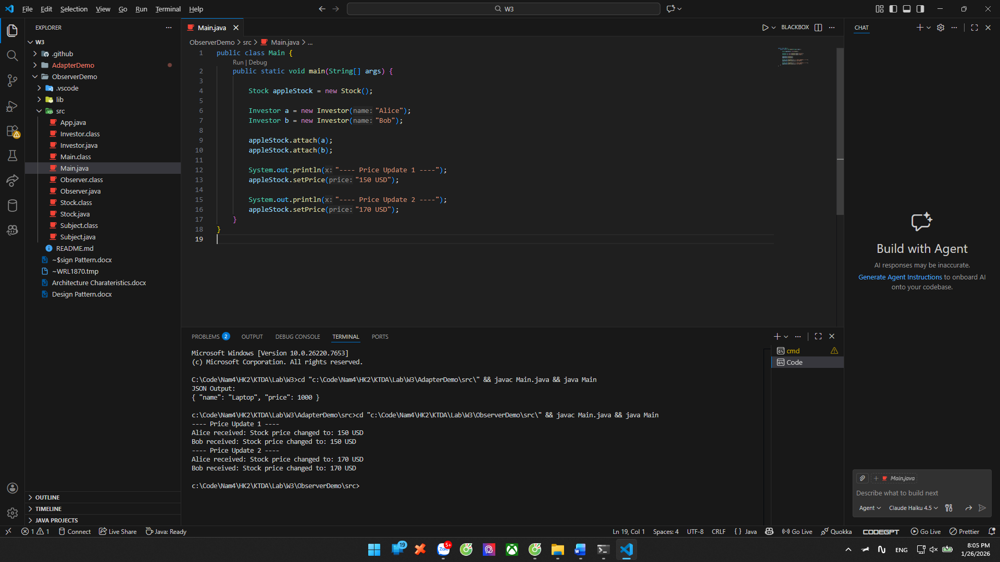 File Edit Selection View Go Run Terminal Help
W3
EXPLORER
W3
.github
AdapterDemo
ObserverDemo
.vscode
lib
src
App.java
Investor.class
Investor.java
Main.class
Main.java
Observer.class
Observer.java
Stock.class
Stock.java
Subject.class
Subject.java
README.md
~$sign Pattern.docx
~WRL1870.tmp
Architecture Charateristics.docx
Design Pattern.docx
OUTLINE
TIMELINE
JAVA PROJECTS
Main.java
BLACKBOX
ObserverDemo > src > Main.java > ...
1 public class Main {
Run | Debug
2 public static void main(String[] args) {
3
4 Stock appleStock = new Stock();
5
6 Investor a = new Investor(name: "Alice");
7 Investor b = new Investor(name: "Bob");
8
9 appleStock.attach(a);
10 appleStock.attach(b);
11
12 System.out.println(x: "---- Price Update 1 ----");
13 appleStock.setPrice(price: "150 USD");
14
15 System.out.println(x: "---- Price Update 2 ----");
16 appleStock.setPrice(price: "170 USD");
17 }
18 }
19
PROBLEMS 2 OUTPUT DEBUG CONSOLE TERMINAL PORTS
Microsoft Windows [Version 10.0.26220.7653]
(c) Microsoft Corporation. All rights reserved.
C:\Code\Nam4\HK2\KTDA\Lab\W3>cd "c:\Code\Nam4\HK2\KTDA\Lab\W3\AdapterDemo\src\" && javac Main.java && java Main
JSON Output:
{ "name": "Laptop", "price": 1000 }
c:\Code\Nam4\HK2\KTDA\Lab\W3\AdapterDemo\src>cd "c:\Code\Nam4\HK2\KTDA\Lab\W3\ObserverDemo\src\" && javac Main.java && java Main
---- Price Update 1 ----
Alice received: Stock price changed to: 150 USD
Bob received: Stock price changed to: 150 USD
---- Price Update 2 ----
Alice received: Stock price changed to: 170 USD
Bob received: Stock price changed to: 170 USD
c:\Code\Nam4\HK2\KTDA\Lab\W3\ObserverDemo\src>
cmd
Code
CHAT
Build with Agent
AI responses may be inaccurate.
Generate Agent Instructions to onboard AI
onto your codebase.
Main.java
Describe what to build next
Agent Claude Haiku 4.5
1 1 Connect Live Share Java: Ready
Ln 19, Col 1 Spaces: 4 UTF-8 CRLF { } Java Go Live Quokka CODEGPT Go Live Prettier
19
Zalo 5+
ENG
8:05 PM
1/26/2026